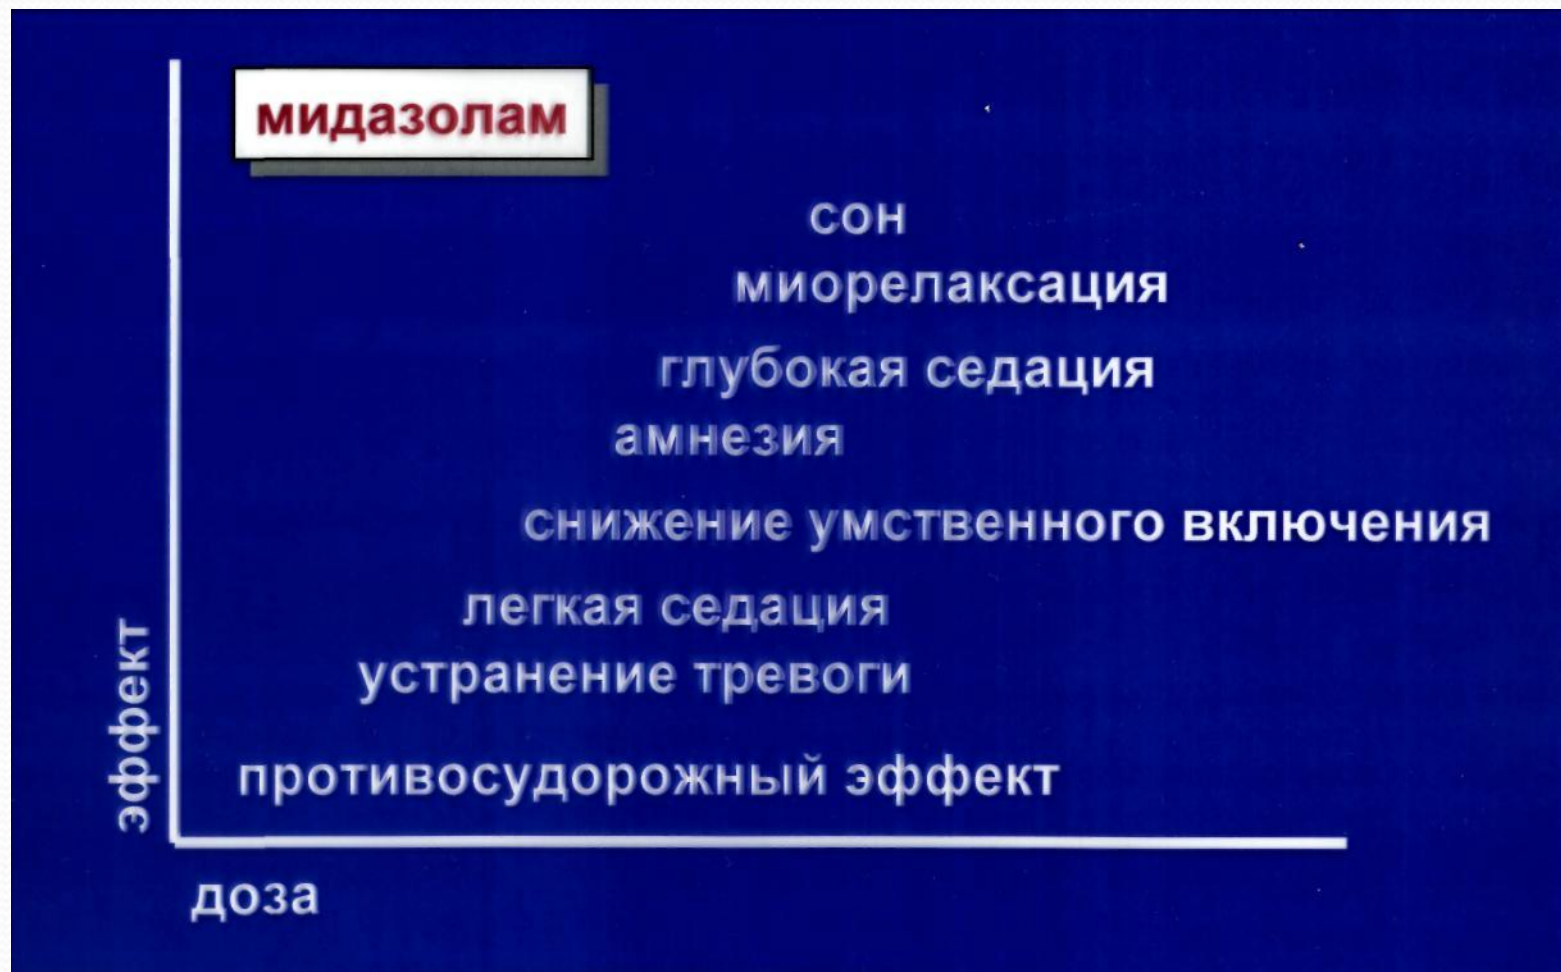 мидазолам
сон
миорелаксация
глубокая седация
амнезия
снижение умственного включения
легкая седация
устранение тревоги
противосудорожный эффект
эффект
доза